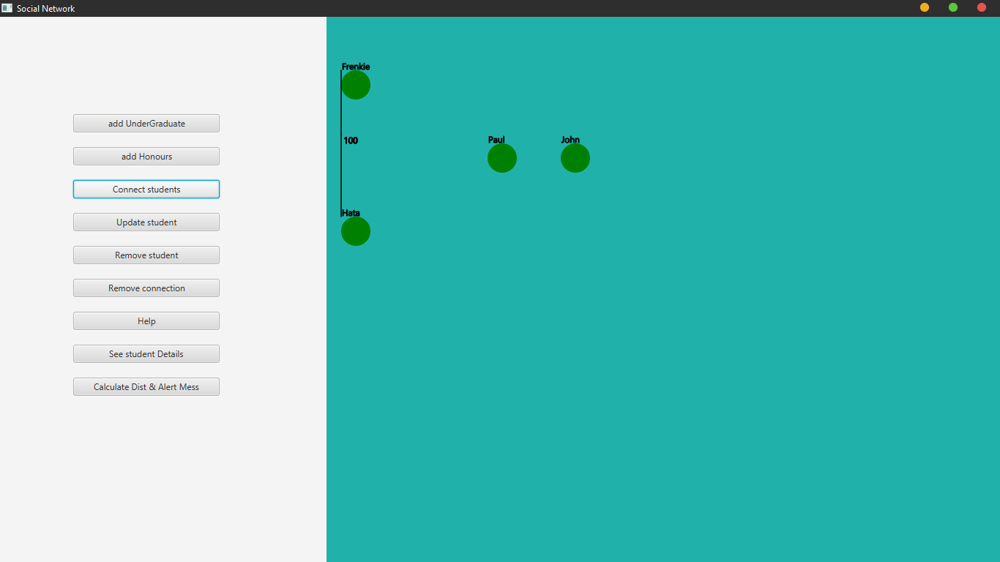 Social Network
add UnderGraduate
add Honours
Connect students
Update student
Remove student
Remove connection
Help
See student Details
Calculate Dist & Alert Mess
Frenkie
100
Paul
John
Hata